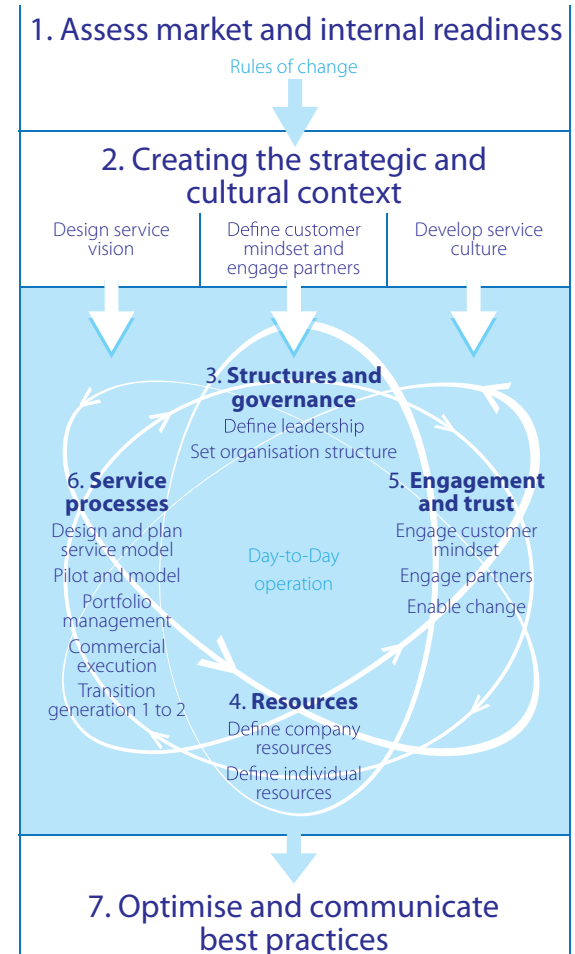 1. Assess market and internal readiness
Rules of change
2. Creating the strategic and
cultural context
Design service
vision
Define customer
mindset and
engage partners
Develop service
culture
3. Structures and
governance
Define leadership
Set organisation structure
6. Service
processes
Design and plan
service model
Pilot and model
Portfolio
management
Commercial
execution
Transition
generation 1 to 2
Day-to-Day
operation
5. Engagement
and trust
Engage customer
mindset
Engage partners
Enable change
4. Resources
Define company
resources
Define individual
resources
7. Optimise and communicate
best practices